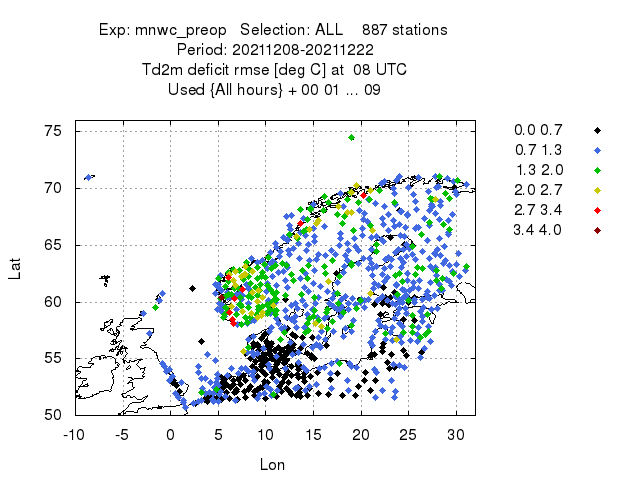 Exp: mnwc_preop   Selection: ALL    887 stations
Period: 20211208-20211222
Td2m deficit rmse [deg C] at  08 UTC
Used {All hours} + 00 01 ... 09
0.0 0.7
0.7 1.3
1.3 2.0
2.0 2.7
2.7 3.4
3.4 4.0
75
70
65
60
55
50
Lat
-10 -5 0 5 10 15 20 25 30
Lon